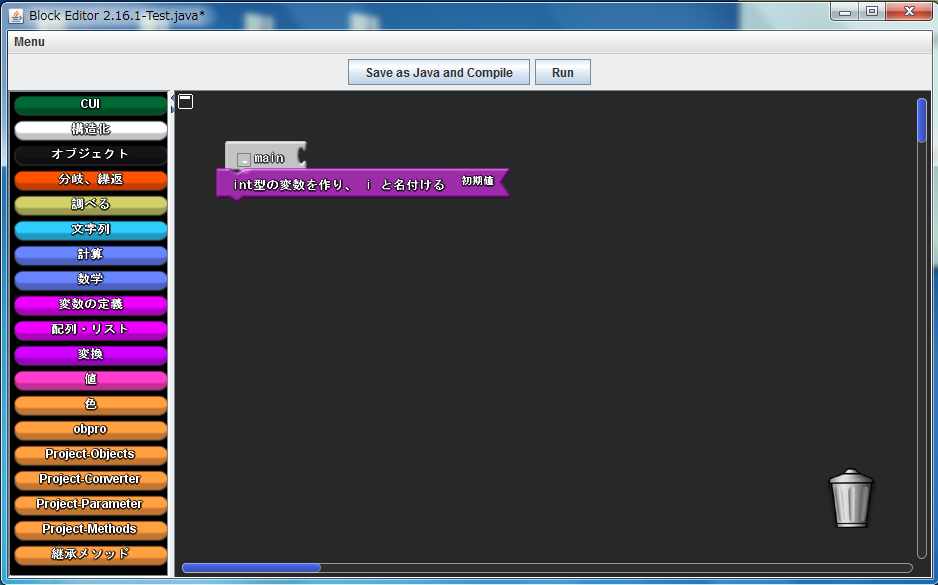 Block Editor 2.16.1-Test.java*
Menu
Save as Java and Compile
Run
CUI
構造化
オブジェクト
分岐、繰返
調べる
文字列
計算
数学
変数の定義
配列・リスト
変換
値
色
obpro
Project-Objects
Project-Converter
Project-Parameter
Project-Methods
継承メソッド
main
int型の変数を作り、 i と名付ける 初期値